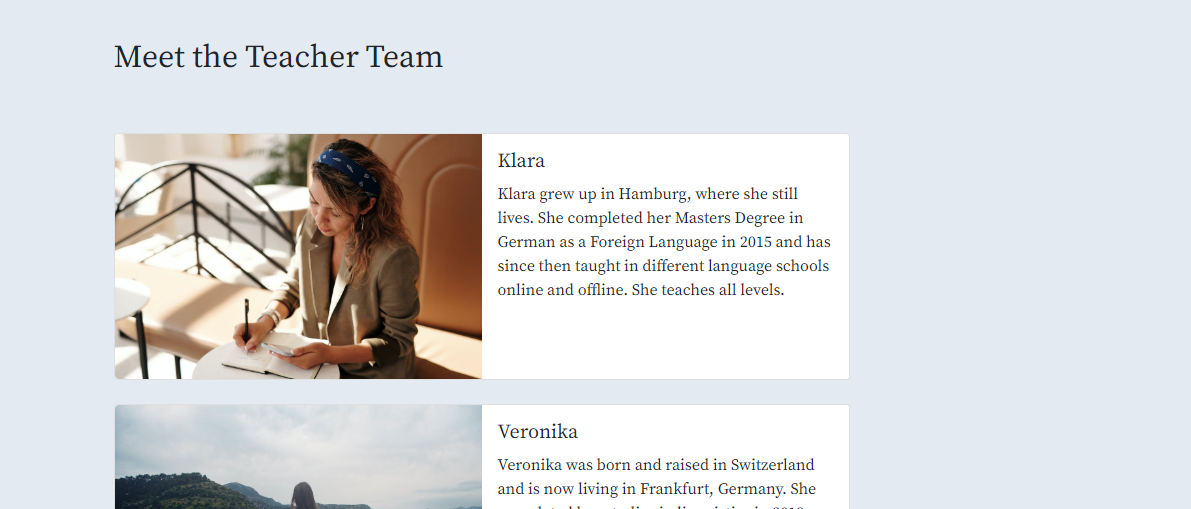 Meet the Teacher Team
Klara
Klara grew up in Hamburg, where she still
lives. She completed her Masters Degree in
German as a Foreign Language in 2015 and has
since then taught in different language schools
online and offline. She teaches all levels.
Veronika
Veronika was born and raised in Switzerland
and is now living in Frankfurt, Germany. She